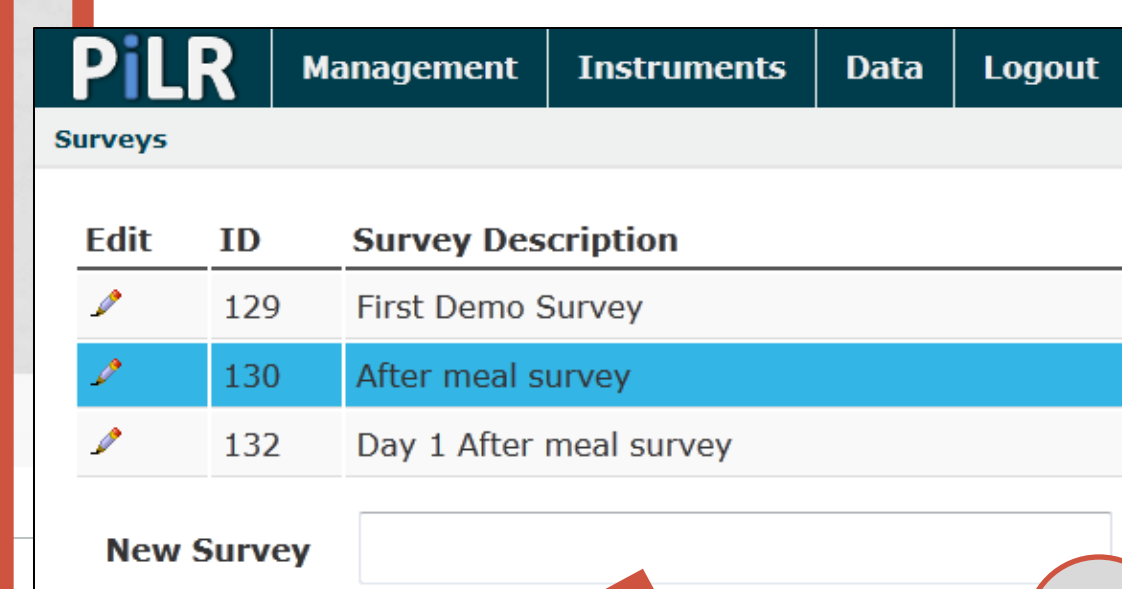 PiLR Management Instruments Data Logout
Surveys
Edit ID Survey Description
129 First Demo Survey
130 After meal survey
132 Day 1 After meal survey
New Survey